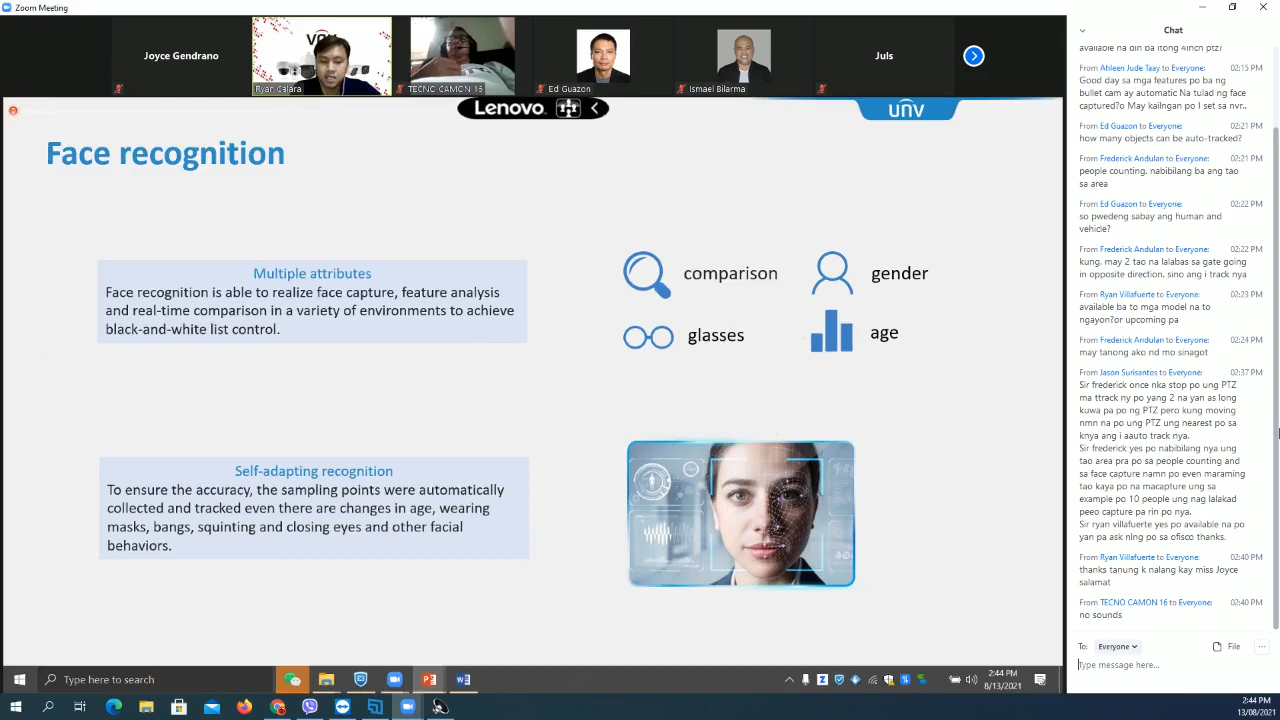 Zoom Meeting
Joyce Gendrano
Ryan Calara
TECNO CAMON 16
Ed Guazon
Ismael Bilarma
Juls
Lenovo
unv
Face recognition
Multiple attributes
Face recognition is able to realize face capture, feature analysis
and real-time comparison in a variety of environments to achieve
black-and-white list control.
comparison
gender
glasses
age
Self-adapting recognition
To ensure the accuracy, the sampling points were automatically
collected and tracked even there are changes in age, wearing
masks, bangs, squinting and closing eyes and other facial
behaviors.
Type here to search
2:44 PM
8/13/2021
Chat
available na din ba itong 4inch ptz?
From Ahleen Jude Taay to Everyone: 02:15 PM
Good day sa mga features po ba ng
bullet cam ay automatic Na tulad ng face
captured?o May kailngan po I set sa nvr..
From Ed Guazon to Everyone: 02:21 PM
how many objects can be auto-tracked?
From Frederick Andulan to Everyone: 02:21 PM
people counting, nabibilang ba ang tao
sa area
From Ed Guazon to Everyone: 02:22 PM
so pwedeng sabay ang human and
vehicle?
From Frederick Andulan to Everyone: 02:22 PM
kung, may 2 tao na lalabas sa gate going
in opposite direction. sino ang i track nya
From Ryan Villafuerte to Everyone: 02:23 PM
available ba to mga model na to
ngayon?or upcoming pa
From Frederick Andulan to Everyone: 02:24 PM
may tanong ako nd mo sinagot
From Jason Surisantos to Everyone: 02:37 PM
Sir frederick once nka stop po ung PTZ
ma ttrack ny po yang 2 na yan as long
kuwa pa po ng PTZ pero kung moving
nmn na po ung PTZ ung nearest po sa
knya ang i aauto track nya.
Sir frederick yes po nabibilang nya ung
tao area pra po sa people counting and
sa face capture namn po even maraming
tao kaya po na macapture ung sa
example po 10 people ung nag lalakad
peeo capture pa rin po nya.
Sir ryan villafuerte yes po available na po
yan pa ask nlng po sa ofisco thanks.
From Ryan Villafuerte to Everyone: 02:40 PM
thanks tanung k nalang kay miss Joyce
salamat
From TECNO CAMON 16 to Everyone: 02:40 PM
no sounds
To: Everyone File
Type message here...
2:44 PM
13/08/2021